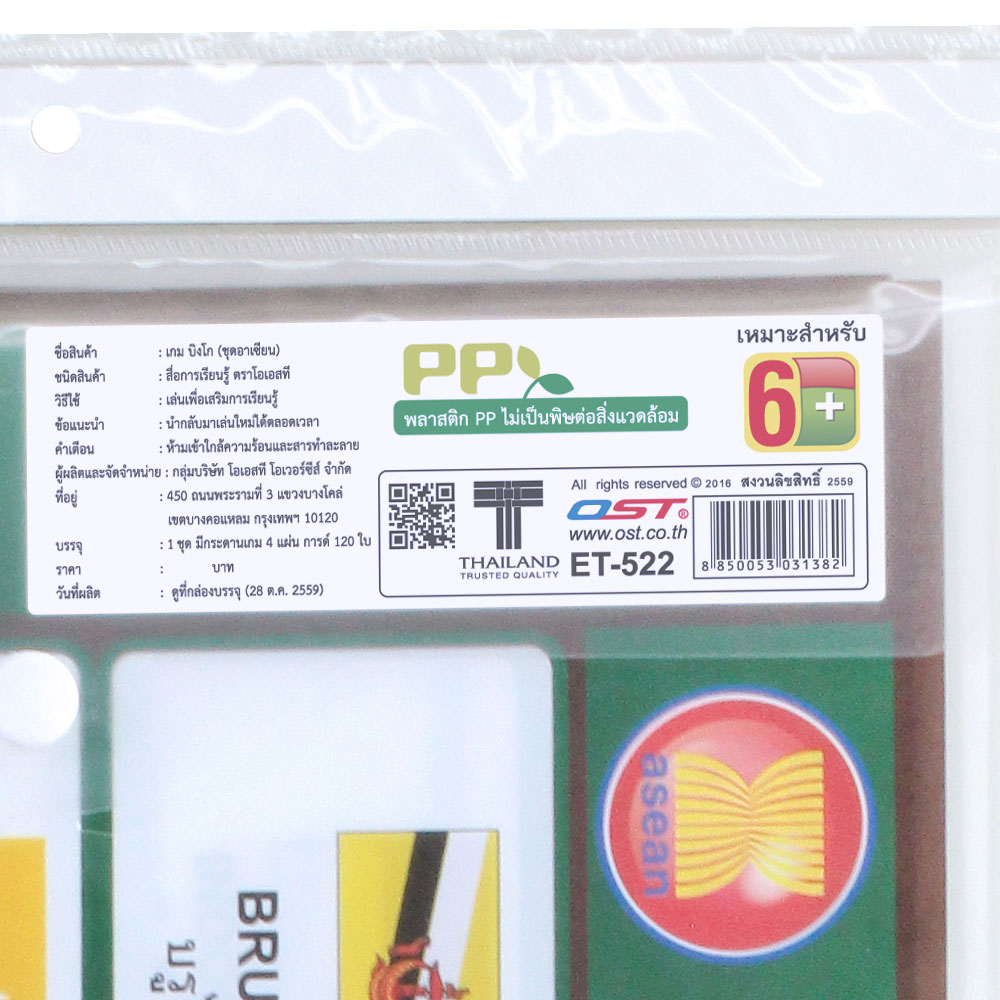 ชื่อสินค้า : เกม บิงโก (ชุดอาเซียน)
ชนิดสินค้า : สื่อการเรียนรู้ ตราโอเอสที
วิธีใช้ : เล่นเพื่อเสริมการเรียนรู้
ข้อแนะนำ : นำกลับมาเล่นใหม่ได้ตลอดเวลา
คำเตือน : ห้ามเข้าใกล้ความร้อนและสารทำละลาย
ผู้ผลิตและจัดจำหน่าย : กลุ่มบริษัท โอเอสที โอเวอร์ซีส์ จำกัด
ที่อยู่ : 450 ถนนพระรามที่ 3 แขวงบางโคล่
เขตบางคอแหลม กรุงเทพฯ 10120
บรรจุ : 1 ชุด มีกระดานเกม 4 แผ่น การ์ด 120 ใบ
ราคา : บาท
วันที่ผลิต : ดูที่กล่องบรรจุ (28 ต.ค. 2559)
PP
พลาสติก PP ไม่เป็นพิษต่อสิ่งแวดล้อม
เหมาะสำหรับ
6+
THAILAND
TRUSTED QUALITY
All rights reserved © 2016 สงวนลิขสิทธิ์ 2559
OST®
www.ost.co.th
ET-522
8 850053 031382
asean
BRU